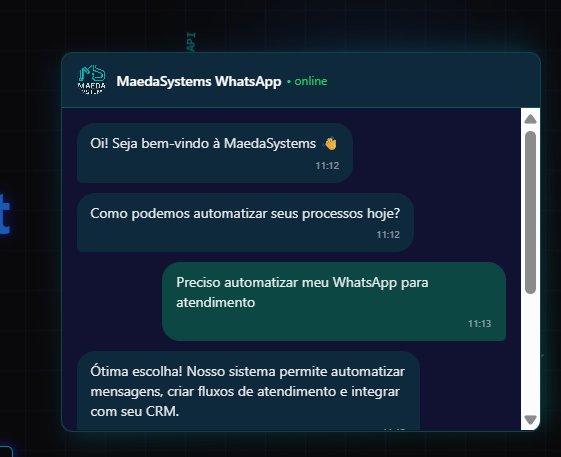 API
MAEDA
SYSTEM
MaedaSystems WhatsApp • online
Oi! Seja bem-vindo à MaedaSystems 👋
11:12
Como podemos automatizar seus processos hoje?
11:12
Preciso automatizar meu WhatsApp para
atendimento
11:13
Ótima escolha! Nosso sistema permite automatizar
mensagens, criar fluxos de atendimento e integrar
com seu CRM.
t